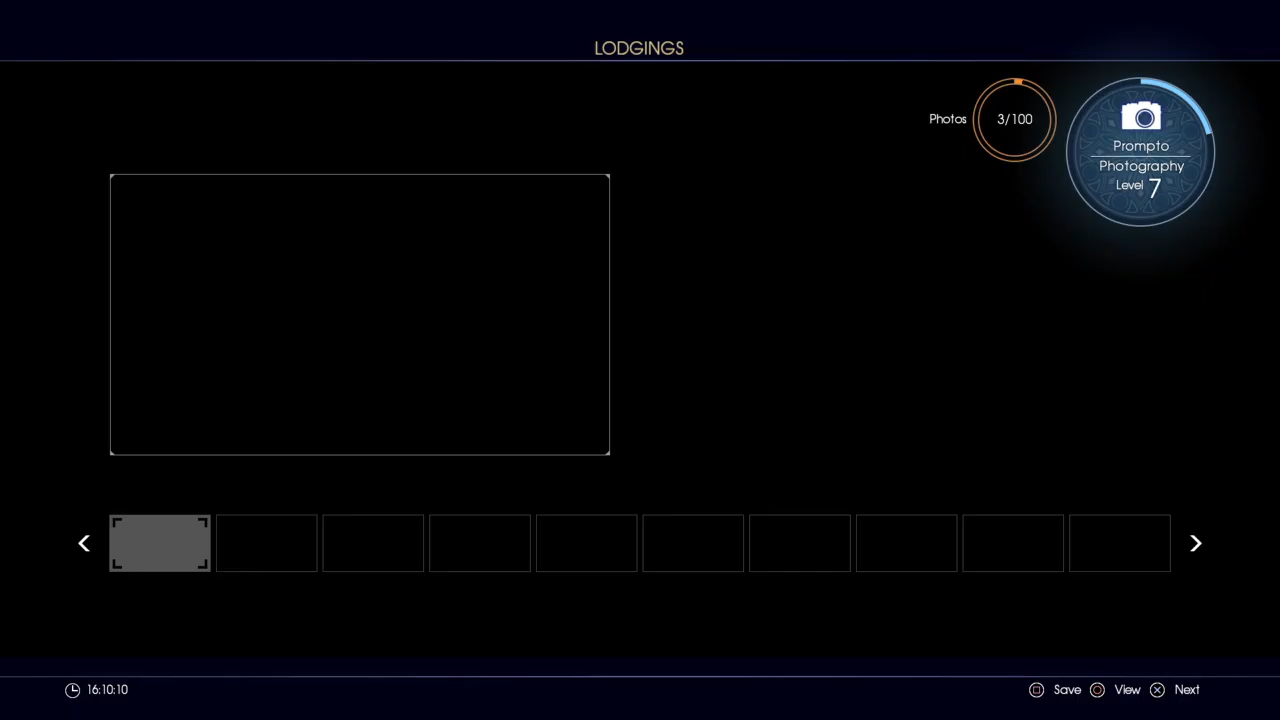 LODGINGS
Photos
3/100
Prompto
Photography
Level 7
16:10:10
Save
View
Next